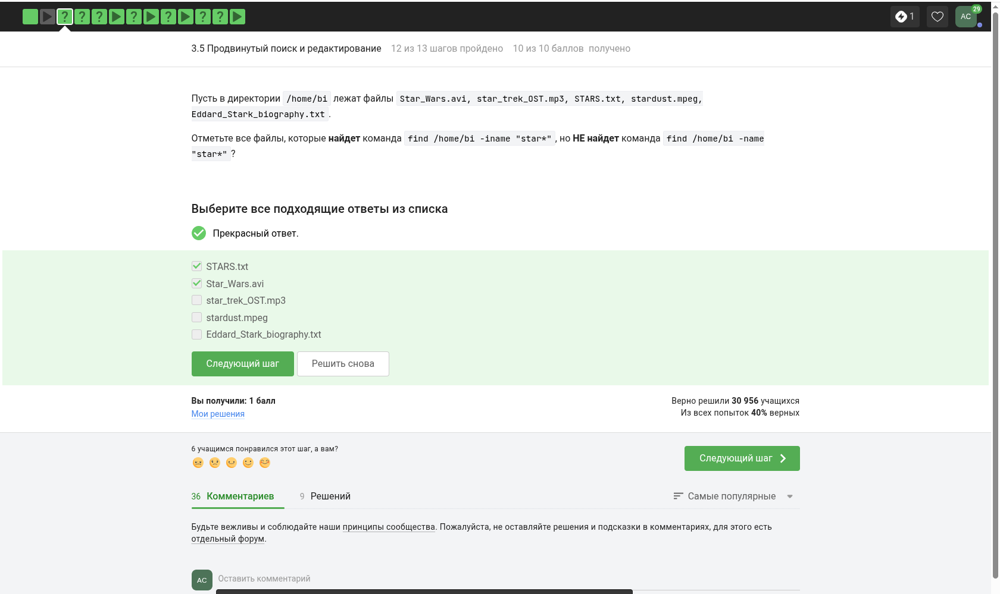 1
29
AC
3.5 Продвинутый поиск и редактирование 12 из 13 шагов пройдено 10 из 10 баллов получено
Пусть в директории /home/bi лежат файлы Star_Wars.avi, star_trek_OST.mp3, STARS.txt, stardust.mpeg,
Eddard_Stark_biography.txt.
Отметьте все файлы, которые найдет команда find /home/bi -iname "star*", но НЕ найдет команда find /home/bi -name
"star*"?
Выберите все подходящие ответы из списка
Прекрасный ответ.
STARS.txt
Star_Wars.avi
star_trek_OST.mp3
stardust.mpeg
Eddard_Stark_biography.txt
Следующий шаг Решить снова
Вы получили: 1 балл
Мои решения
Верно решили 30 956 учащихся
Из всех попыток 40% верных
6 учащимся понравился этот шаг, а вам?
Следующий шаг
36 Комментариев 9 Решений Самые популярные
Будьте вежливы и соблюдайте наши принципы сообщества. Пожалуйста, не оставляйте решения и подсказки в комментариях, для этого есть
отдельный форум.
AC Оставить комментарий